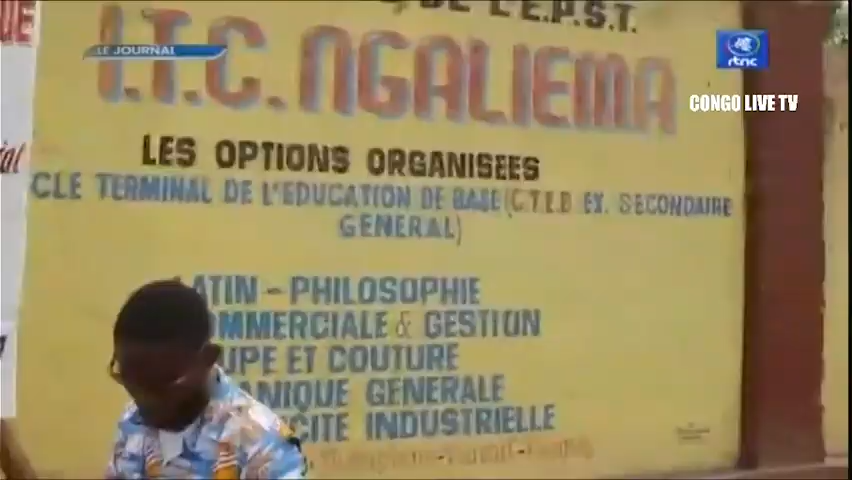 DE L'E.P.S.T.
LE JOURNAL
rtnc
I.T.C. NGALIEMA
CONGO LIVE TV
LES OPTIONS ORGANISEES
CLE TERMINAL DE L'EDUCATION DE BASE (C.T.E.B EX. SECONDAIRE
GENERAL)
LATIN - PHILOSOPHIE
OMMERCIALE & GESTION
UPE ET COUTURE
ANIQUE GENERALE
CITE INDUSTRIELLE